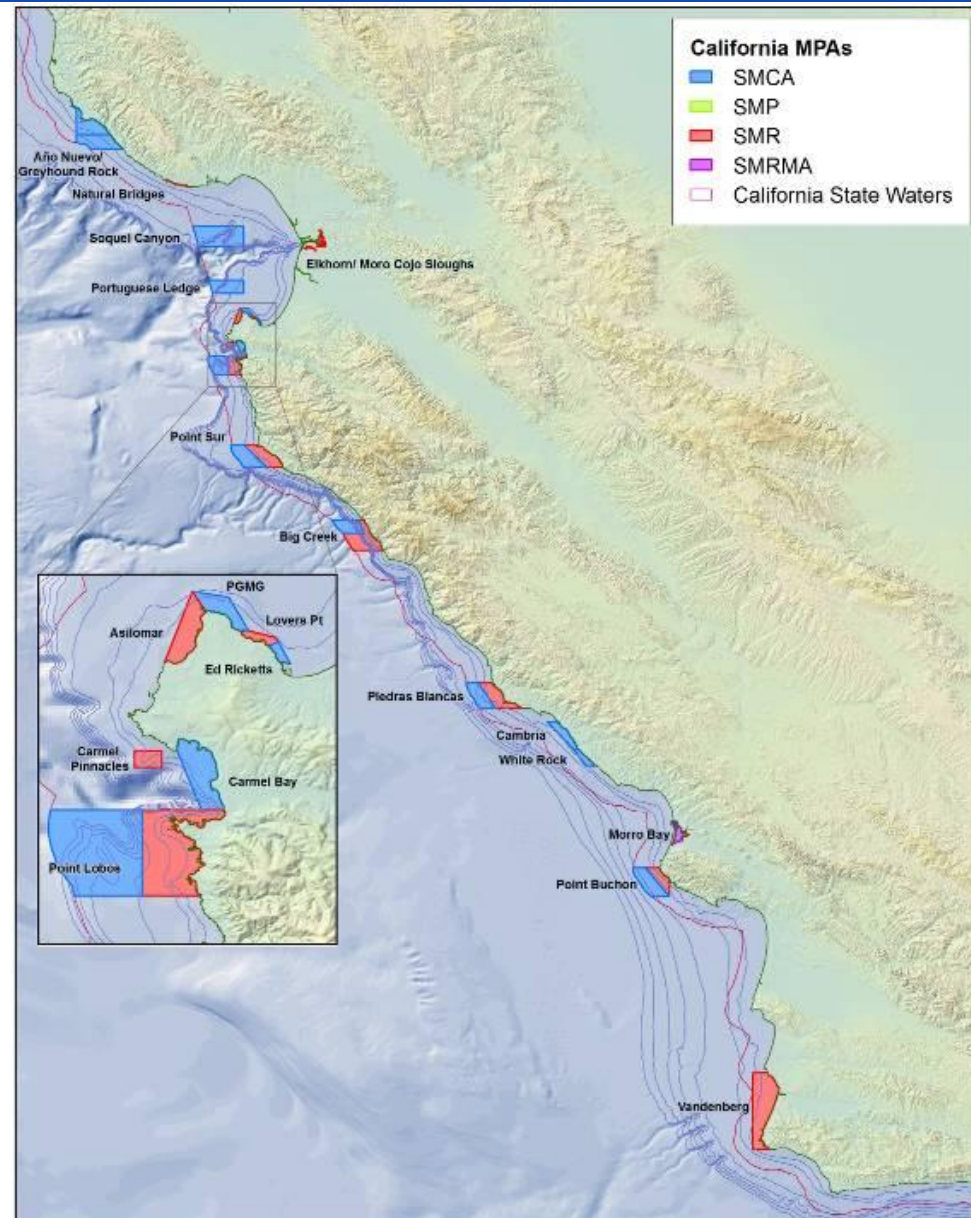 California MPAs
SMCA
SMP
SMR
SMRMA
California State Waters
Año Nuevo/
Greyhound Rock
Natural Bridges
Soquel Canyon
Elkhorn/ Moro Cojo Sloughs
Portuguese Ledge
Point Sur
Big Creek
PGMG
Lovers Pt
Asilomar
Ed Ricketts
Carmel
Pinnacles
Carmel Bay
Point Lobos
Piedras Blancas
Cambria
White Rock
Morro Bay
Point Buchon
Vandenberg